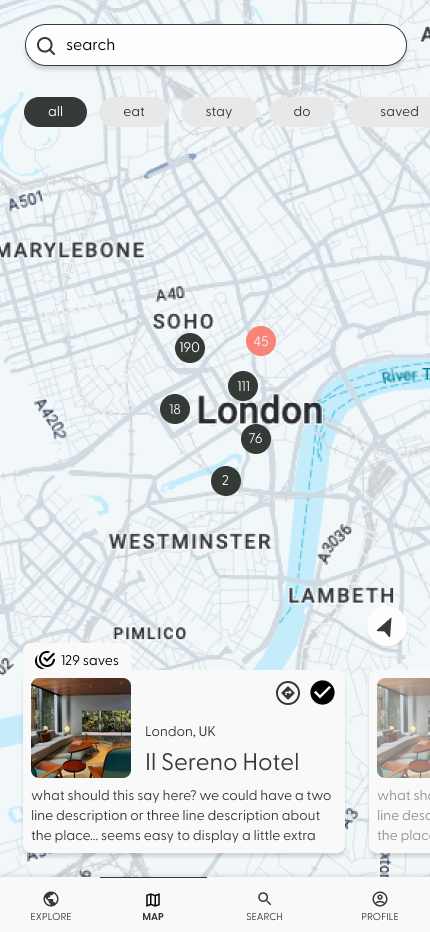 search
all eat stay do saved
A501
MARYLEBONE
A40
SOHO
190
45
111
18
London
River T
A4202
76
2
WESTMINSTER
A3036
LAMBETH
PIMLICO
129 saves
London, UK
Il Sereno Hotel
what should this say here? we could have a two
line description or three line description about
the place... seems easy to display a little extra
what sho
line desc
the place
EXPLORE MAP SEARCH PROFILE